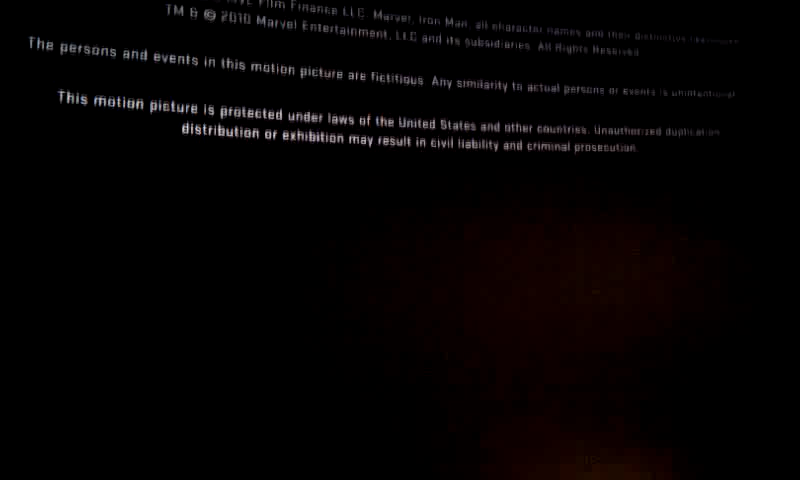 Film Finance LLC. Marvel, Iron Man, all character names and their distinctive likenesses
TM & © 2010 Marvel Entertainment, LLC and its subsidiaries. All Rights Reserved.
The persons and events in this motion picture are fictitious. Any similarity to actual persons or events is unintentional.
This motion picture is protected under laws of the United States and other countries. Unauthorized duplication
distribution or exhibition may result in civil liability and criminal prosecution.